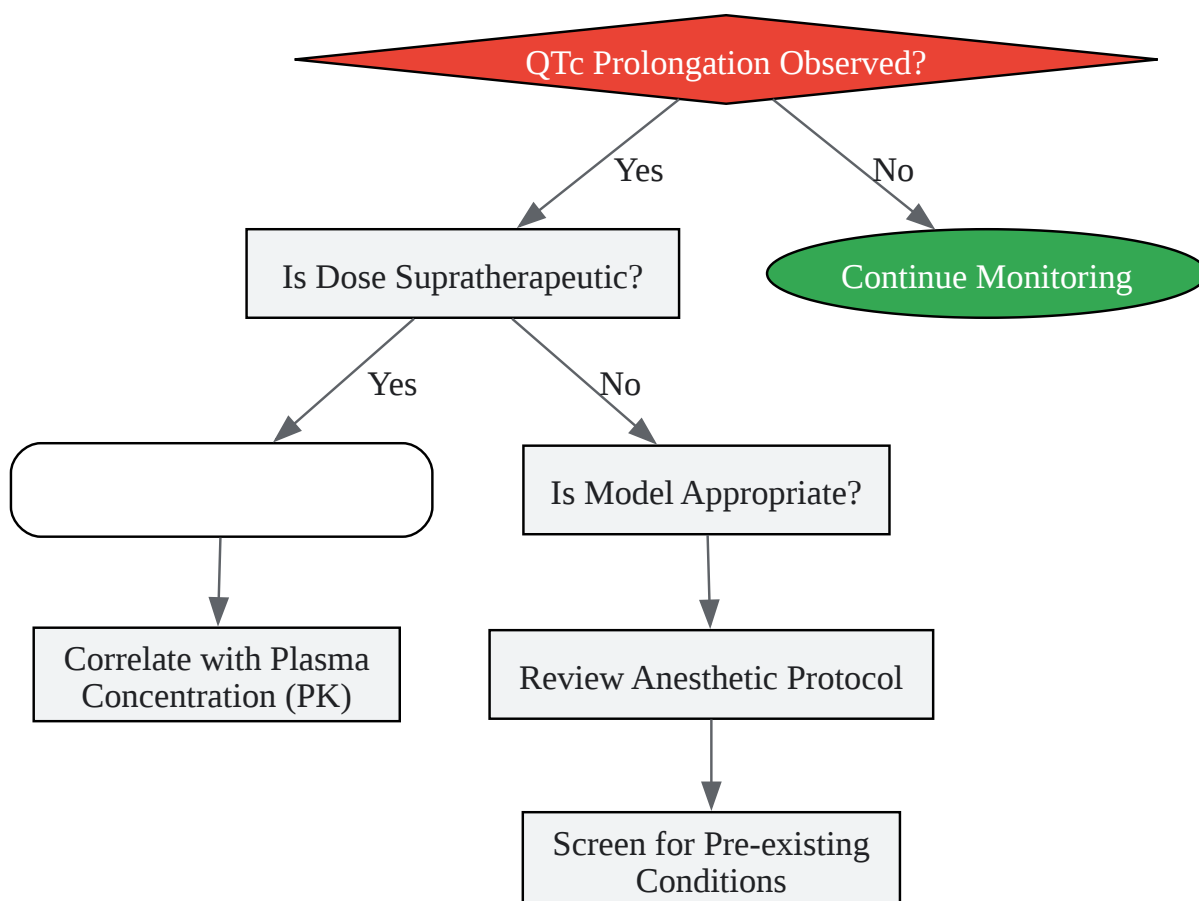 QTc Prolongation Observed?
Yes
No
Is Dose Supratherapeutic?
Continue Monitoring
Yes
No
Is Model Appropriate?
Correlate with Plasma
Concentration (PK)
Review Anesthetic Protocol
Screen for Pre-existing
Conditions